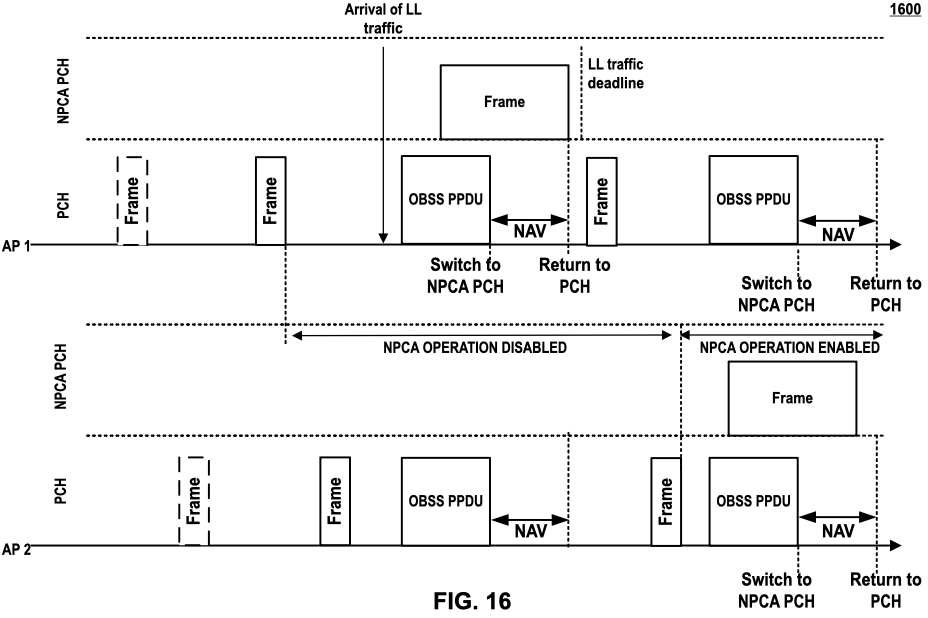 1600
Arrival of LL
traffic
NPCA PCH
Frame
LL traffic
deadline
PCH
Frame
Frame
OBSS PPDU
NAV
Frame
OBSS PPDU
NAV
AP 1
Switch to
NPCA PCH
Return to
PCH
Switch to
NPCA PCH
Return to
PCH
NPCA OPERATION DISABLED
NPCA OPERATION ENABLED
NPCA PCH
Frame
PCH
Frame
Frame
OBSS PPDU
NAV
Frame
OBSS PPDU
NAV
AP 2
Switch to
NPCA PCH
Return to
PCH
FIG. 16